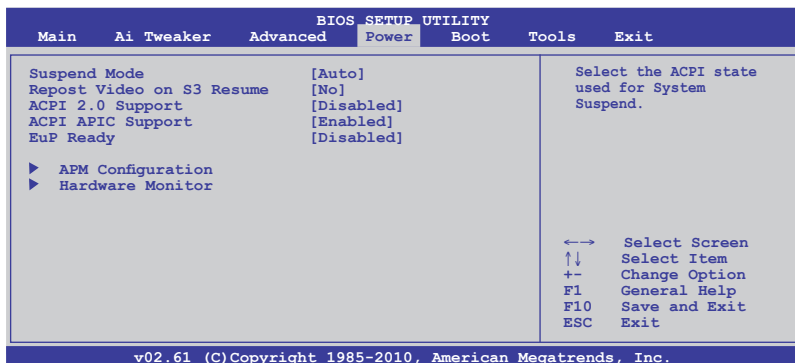 BIOS SETUP UTILITY
Main Ai Tweaker Advanced Power Boot Tools Exit
Suspend Mode [Auto]
Repost Video on S3 Resume [No]
ACPI 2.0 Support [Disabled]
ACPI APIC Support [Enabled]
EuP Ready [Disabled]
APM Configuration
Hardware Monitor
Select the ACPI state
used for System
Suspend.
←→ Select Screen
↑↓ Select Item
+- Change Option
F1 General Help
F10 Save and Exit
ESC Exit
v02.61 (C)Copyright 1985-2010, American Megatrends, Inc.